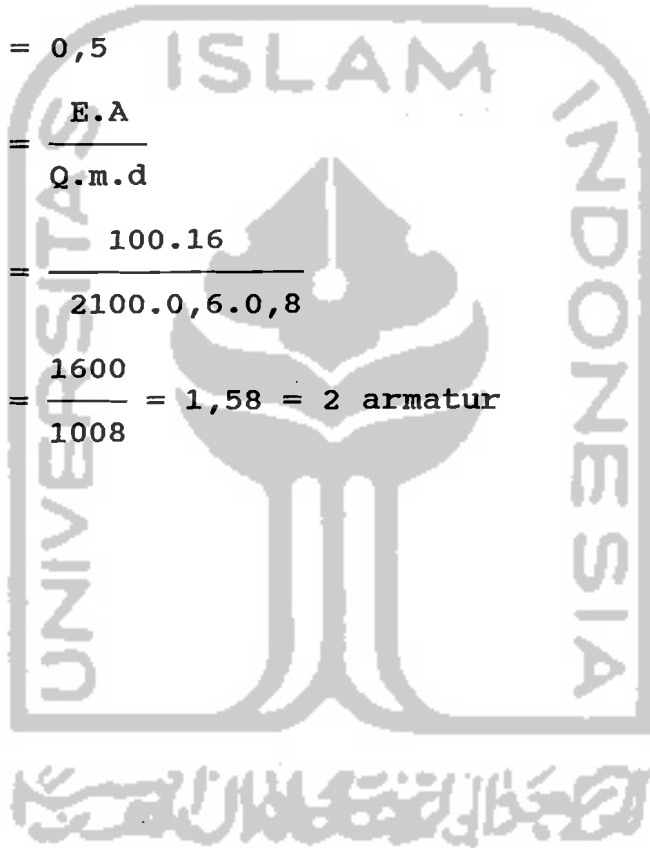 = 0,5
ISLAM
UNIVERSITAS
INDONESIA
= E.A
Q.m.d
= 100.16
2100.0,6.0,8
= 1600 = 1,58 = 2 armatur
1008